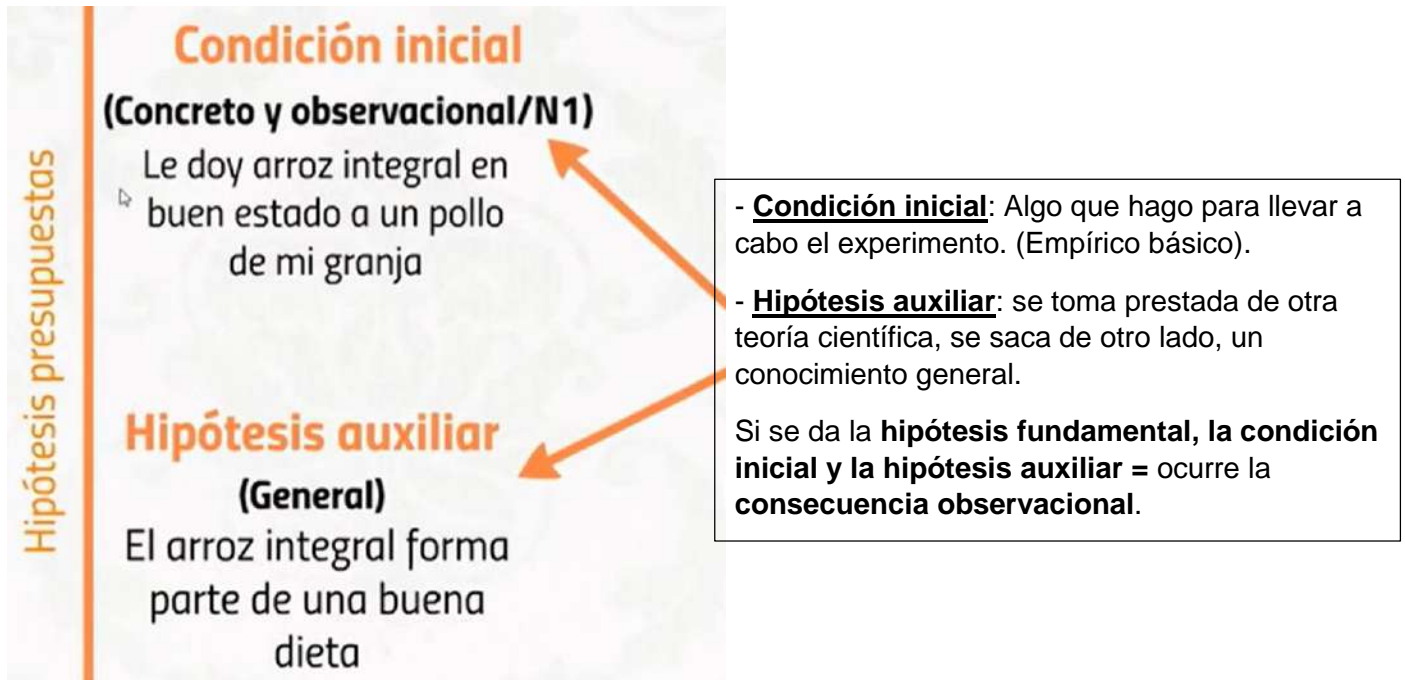 Hipótesis presupuestas
Condición inicial
(Concreto y observacional/N1)
Le doy arroz integral en
buen estado a un pollo
de mi granja
Hipótesis auxiliar
(General)
El arroz integral forma
parte de una buena
dieta
- Condición inicial: Algo que hago para llevar a
cabo el experimento. (Empírico básico).
- Hipótesis auxiliar: se toma prestada de otra
teoría científica, se saca de otro lado, un
conocimiento general.
Si se da la hipótesis fundamental, la condición
inicial y la hipótesis auxiliar = ocurre la
consecuencia observacional.